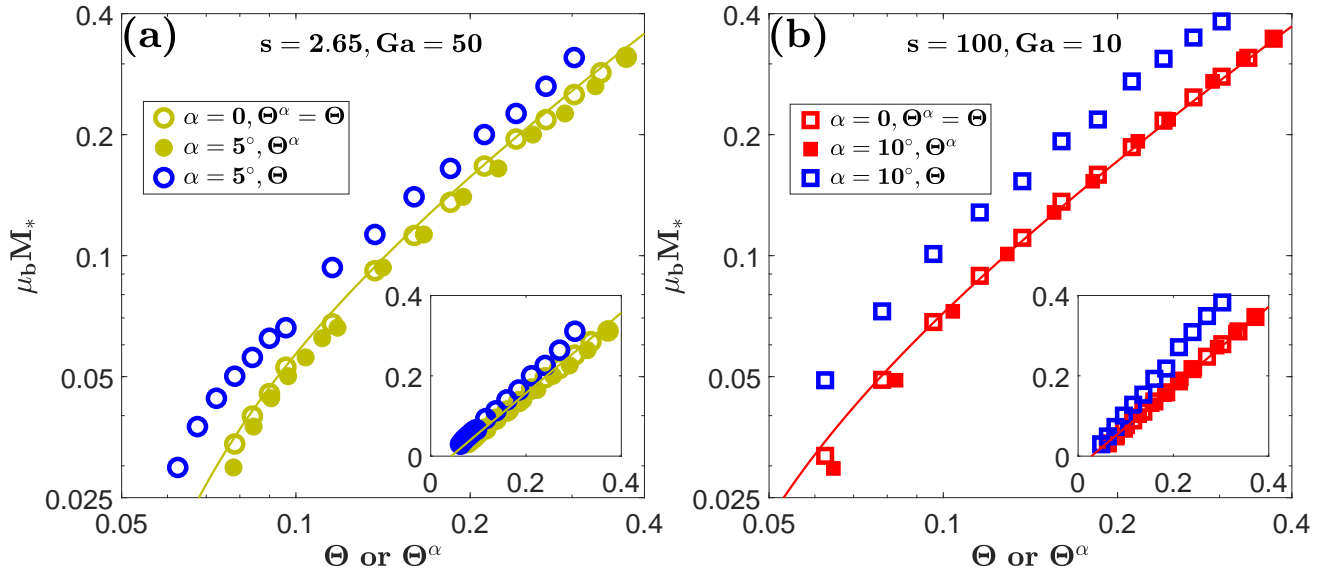 (a)
s = 2.65, Ga = 50
α = 0, Θ^α = Θ
α = 5°, Θ^α
α = 5°, Θ
0.4
0.2
0.1
0.05
0.025
μ_b M_*
0.4
0.2
0
0 0.2 0.4
0.05 0.1 0.2 0.4
Θ or Θ^α
(b)
s = 100, Ga = 10
α = 0, Θ^α = Θ
α = 10°, Θ^α
α = 10°, Θ
0.4
0.2
0.1
0.05
0.025
μ_b M_*
0.4
0.2
0
0 0.2 0.4
0.05 0.1 0.2 0.4
Θ or Θ^α